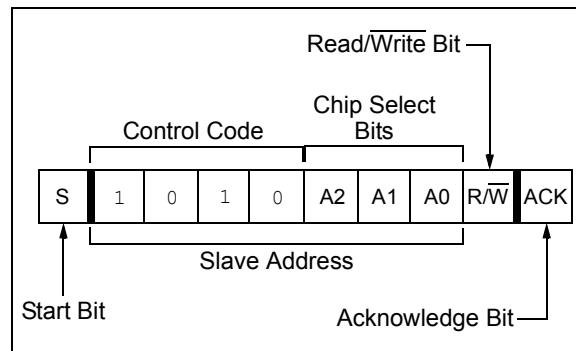 Read/Write Bit
Chip Select
Bits
Control Code
S 1 0 1 0 A2 A1 A0 R/W ACK
Slave Address
Start Bit
Acknowledge Bit